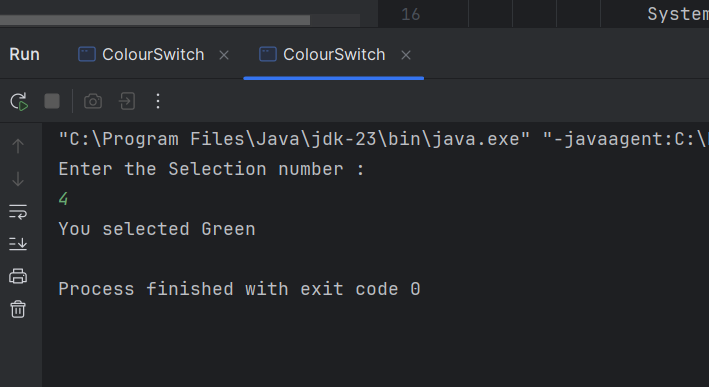 16 System
Run ColourSwitch × ColourSwitch ×
"C:\Program Files\Java\jdk-23\bin\java.exe" "-javaagent:C:\
Enter the Selection number :
4
You selected Green
Process finished with exit code 0